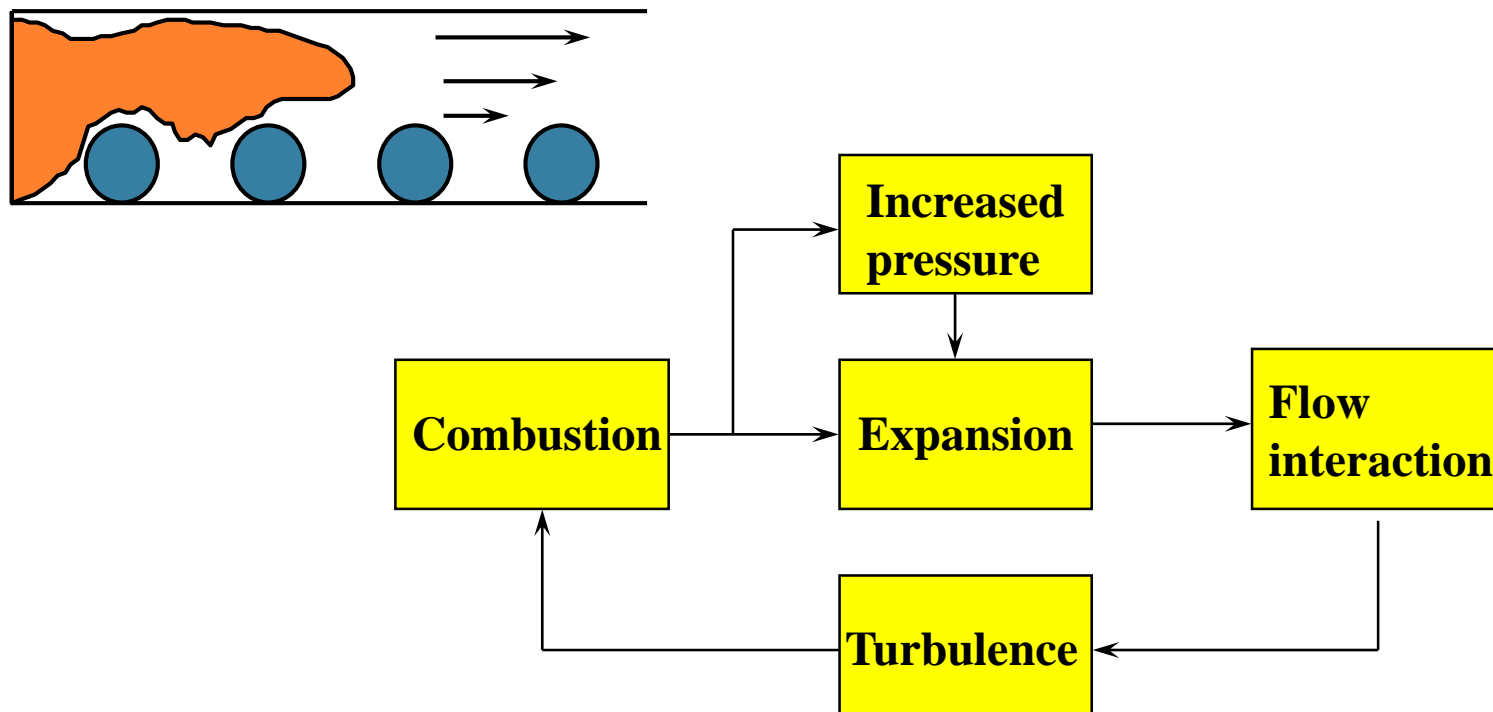 Increased
pressure
Combustion
Expansion
Flow
interaction
Turbulence